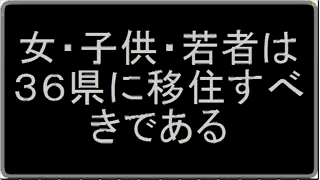 女・子供・若者は
３６県に移住すべ
きである